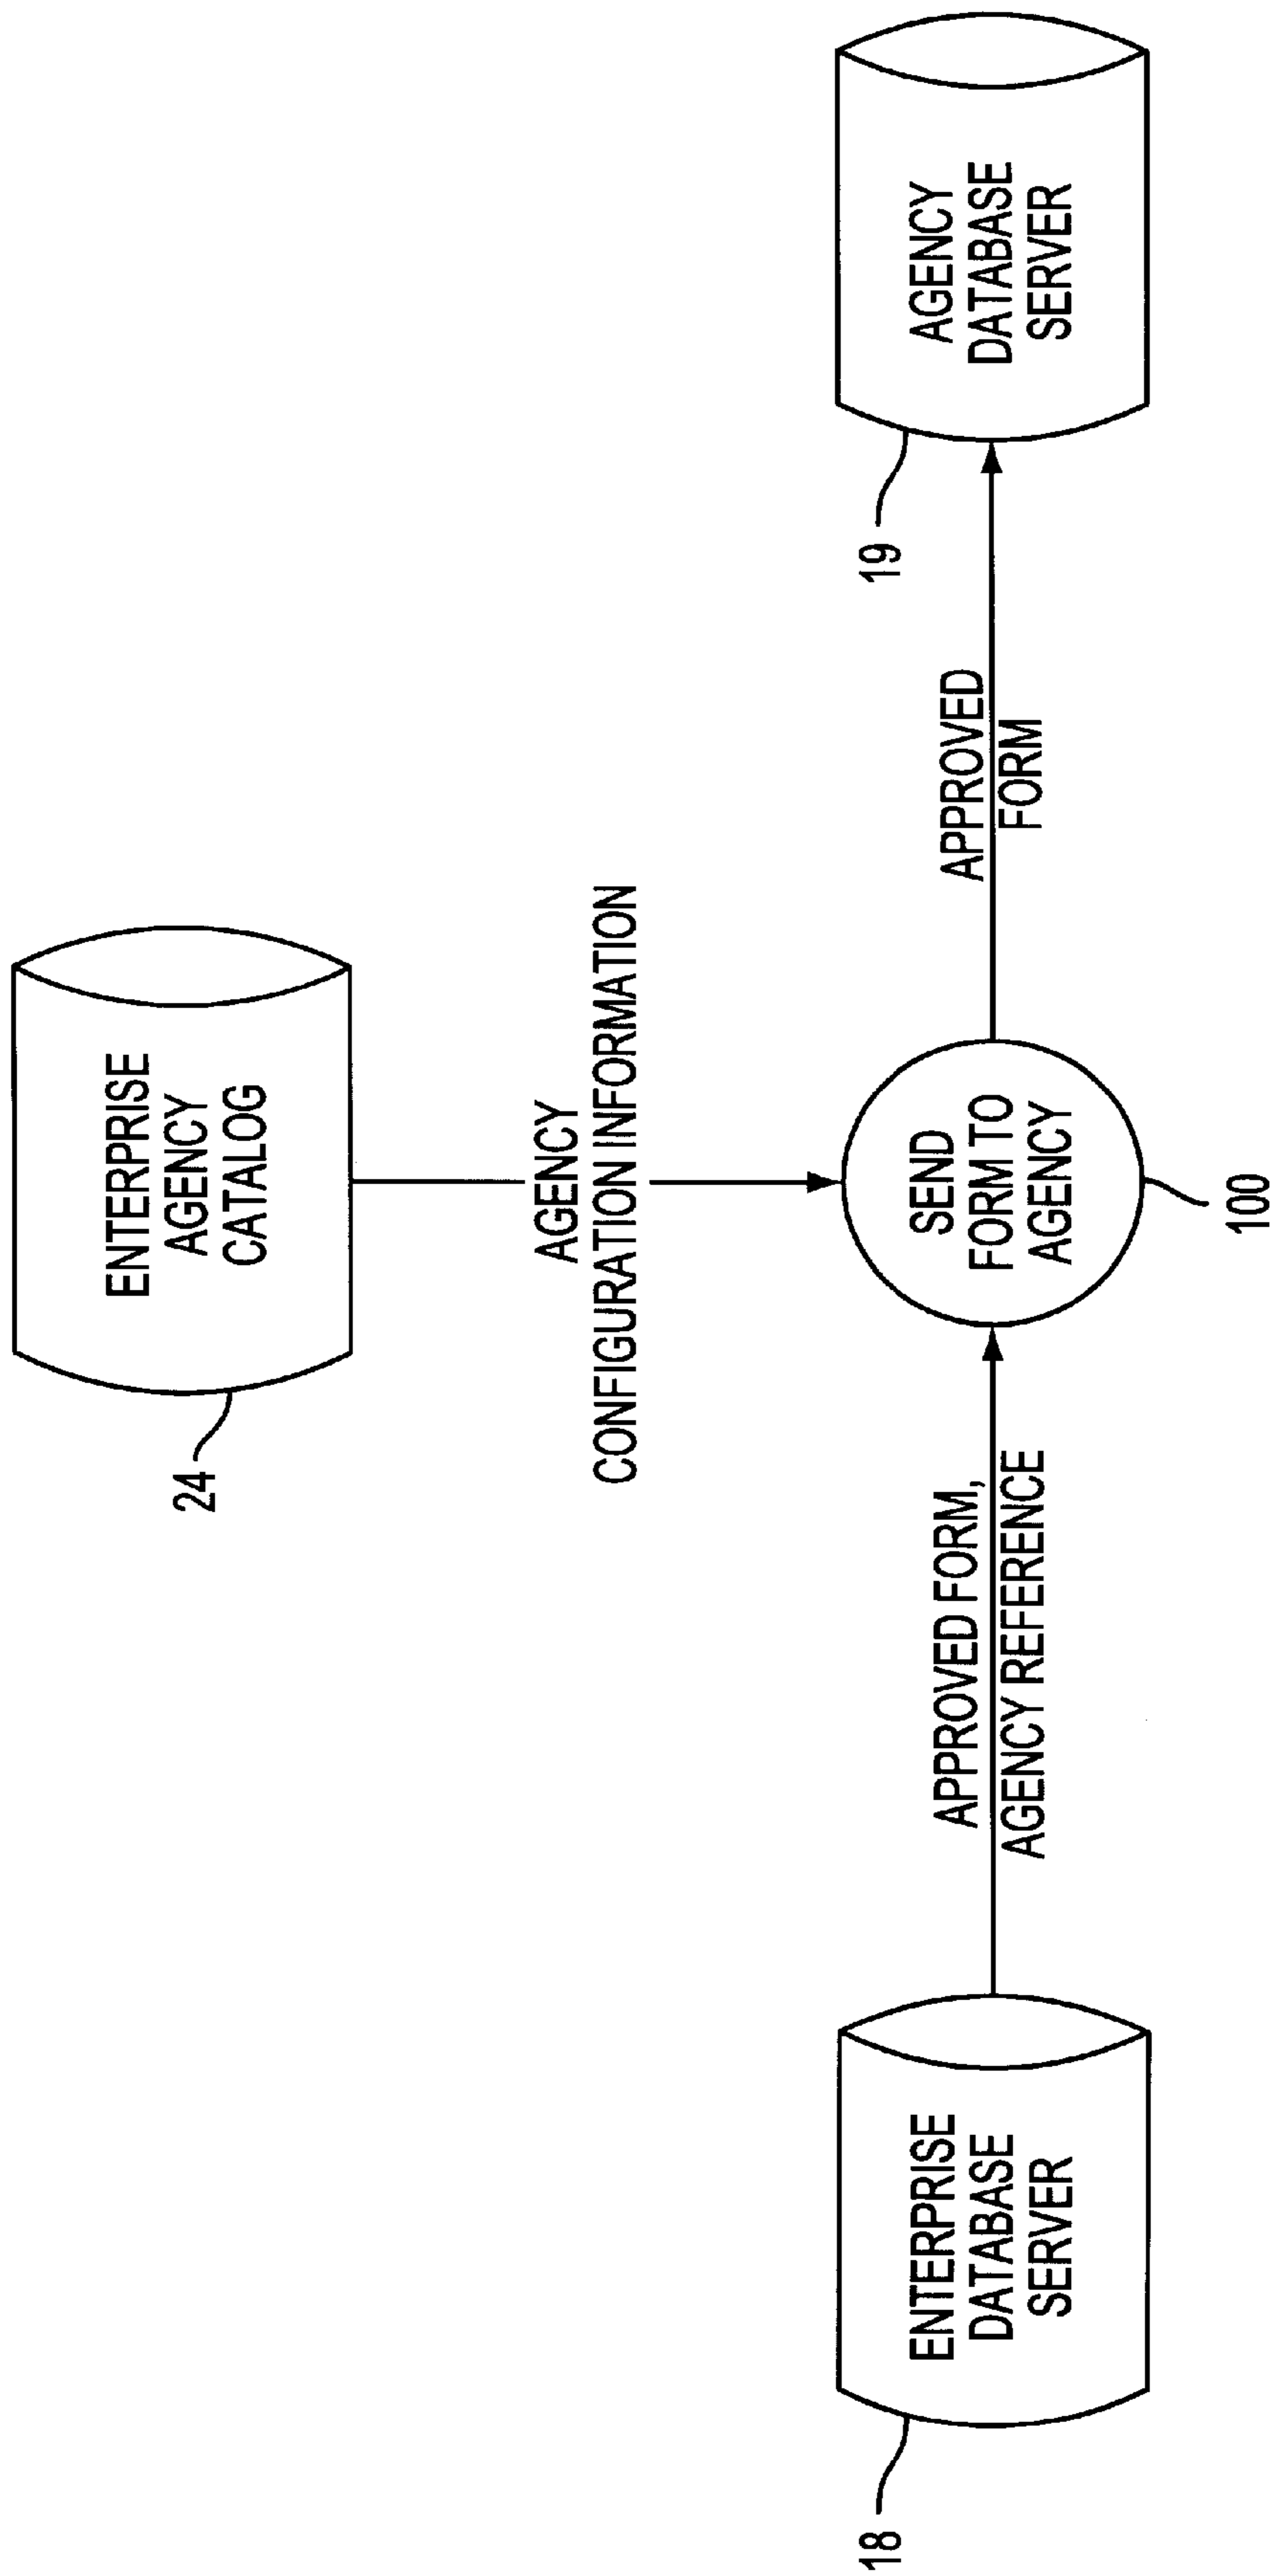 ENTERPRISE
AGENCY
CATALOG
24
AGENCY
CONFIGURATION INFORMATION
ENTERPRISE
DATABASE
SERVER
18
APPROVED FORM,
AGENCY REFERENCE
SEND
FORM TO
AGENCY
100
APPROVED
FORM
AGENCY
DATABASE
SERVER
19